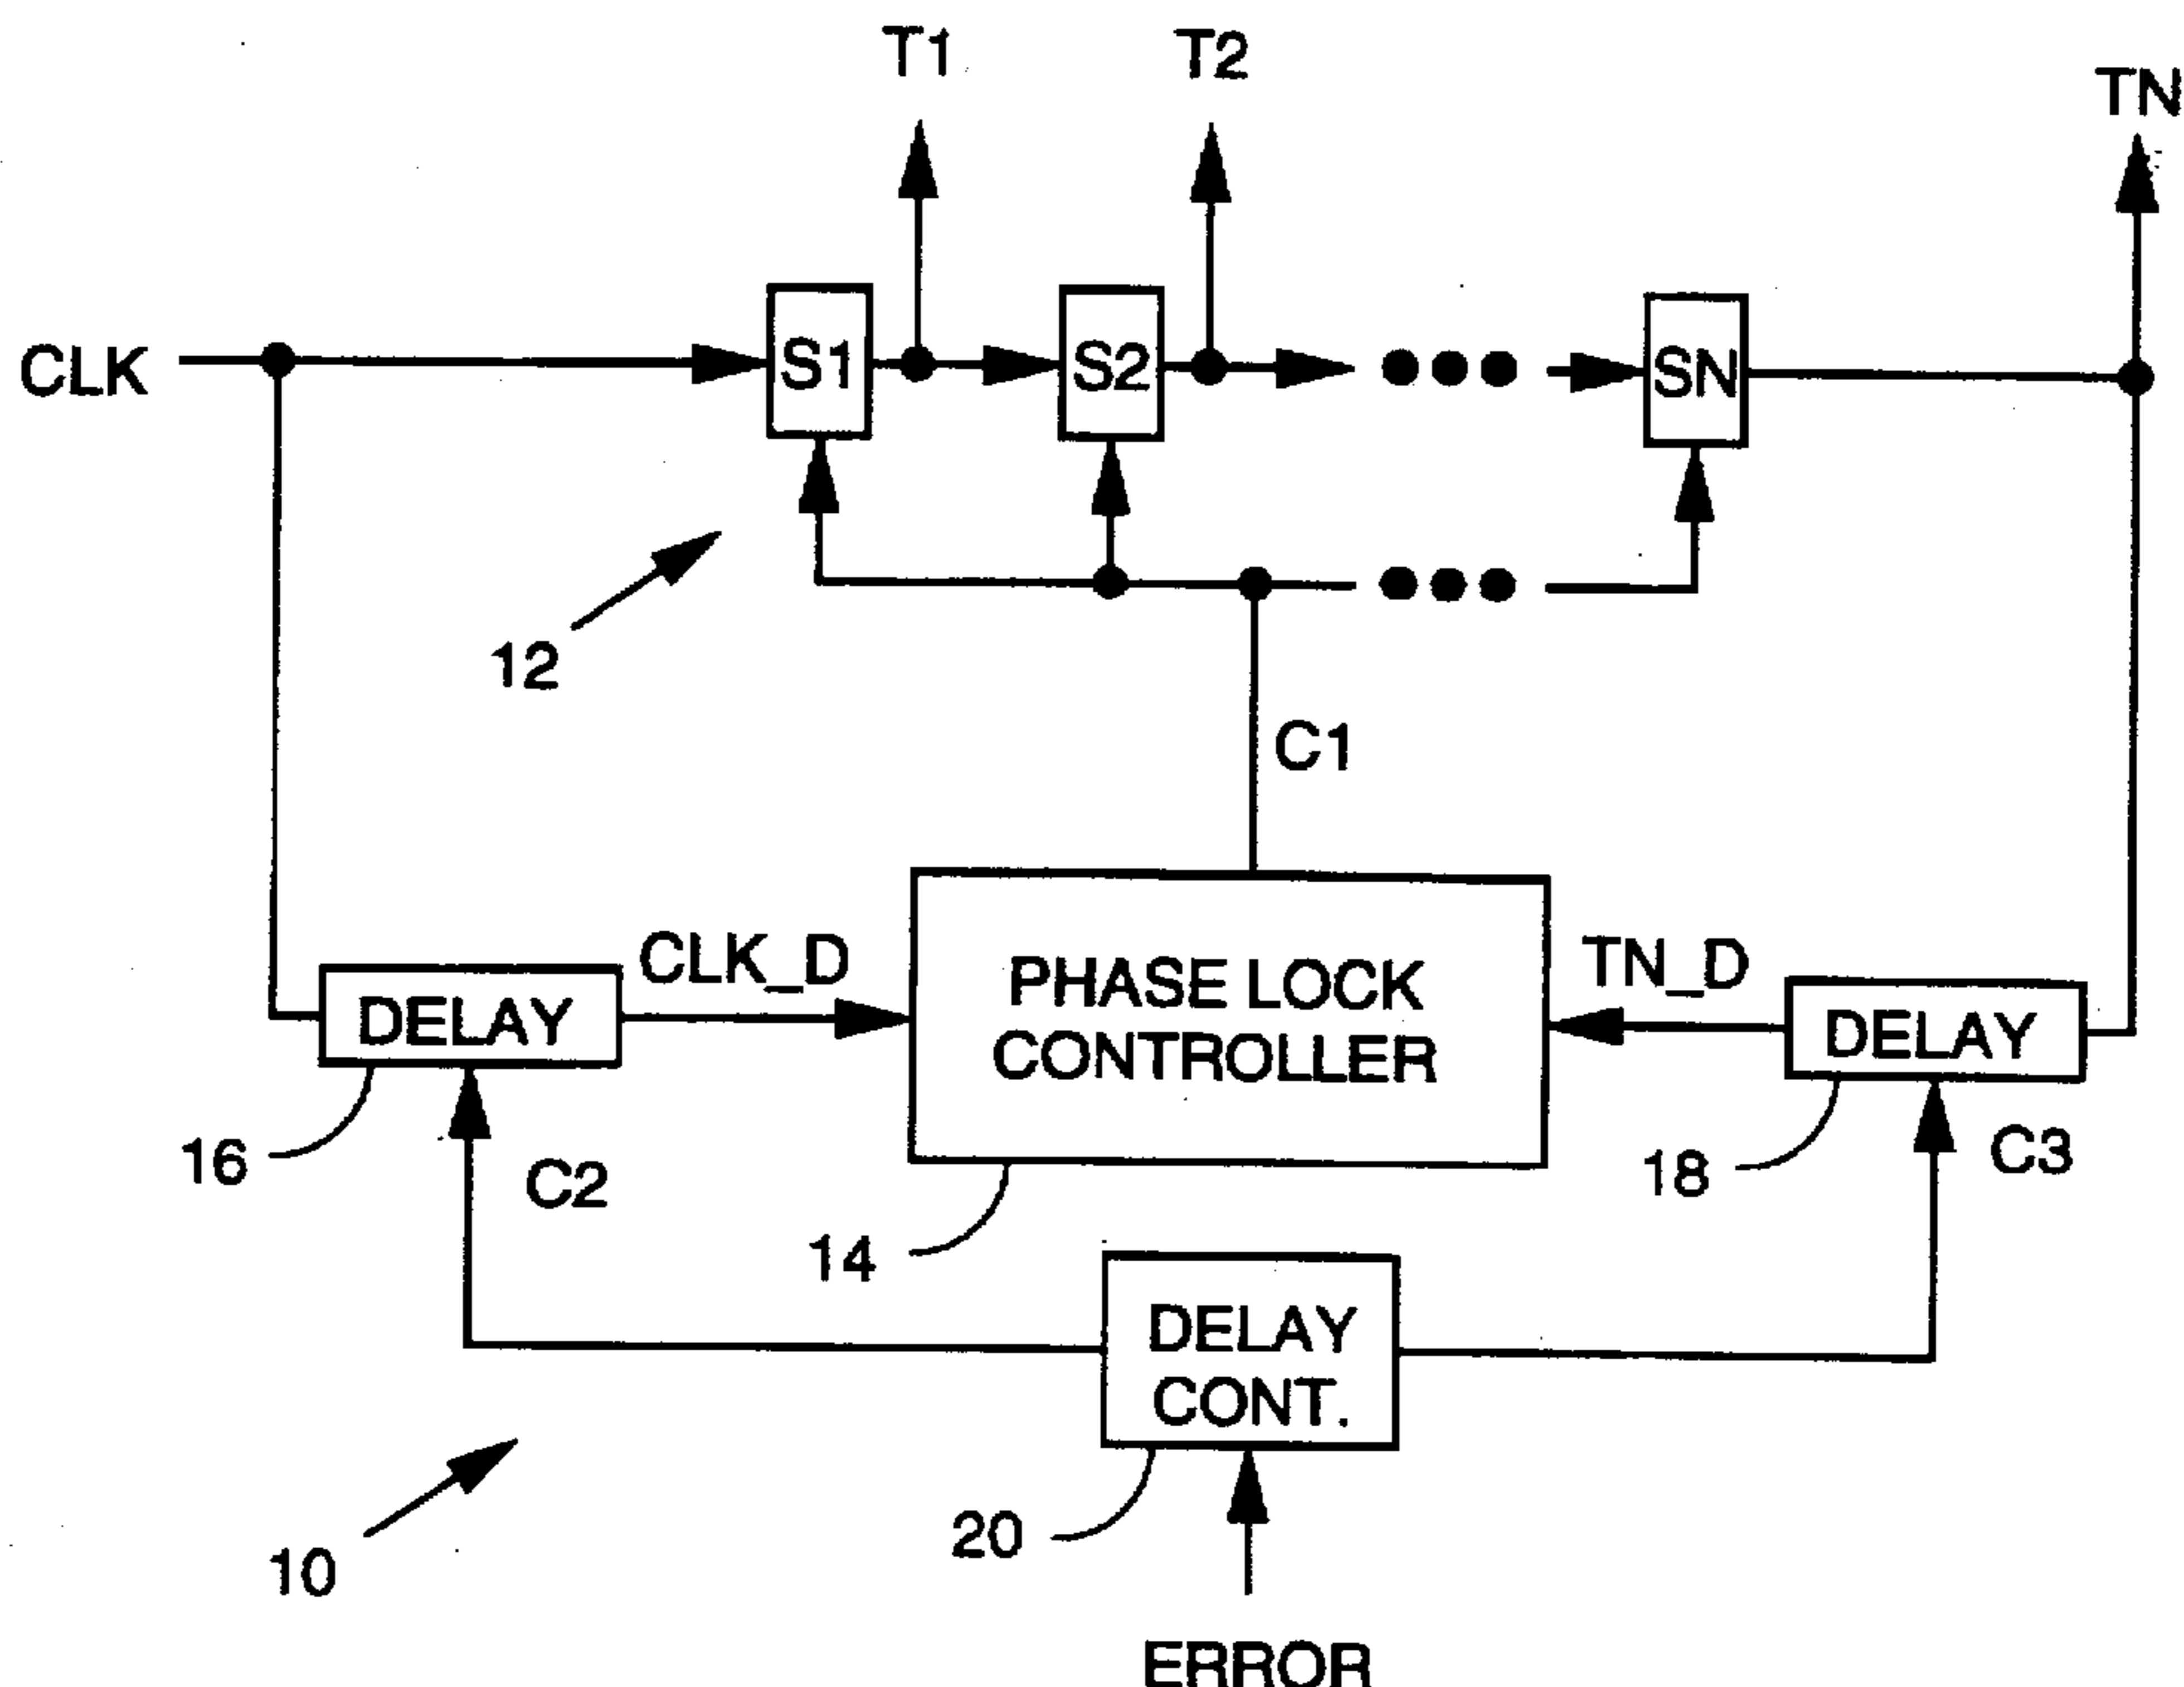 T1
T2
TN
CLK
S1
S2
SN
12
C1
CLK_D
PHASE LOCK
CONTROLLER
TN_D
DELAY
DELAY
16
C2
14
18
C3
DELAY
CONT.
10
20
ERROR